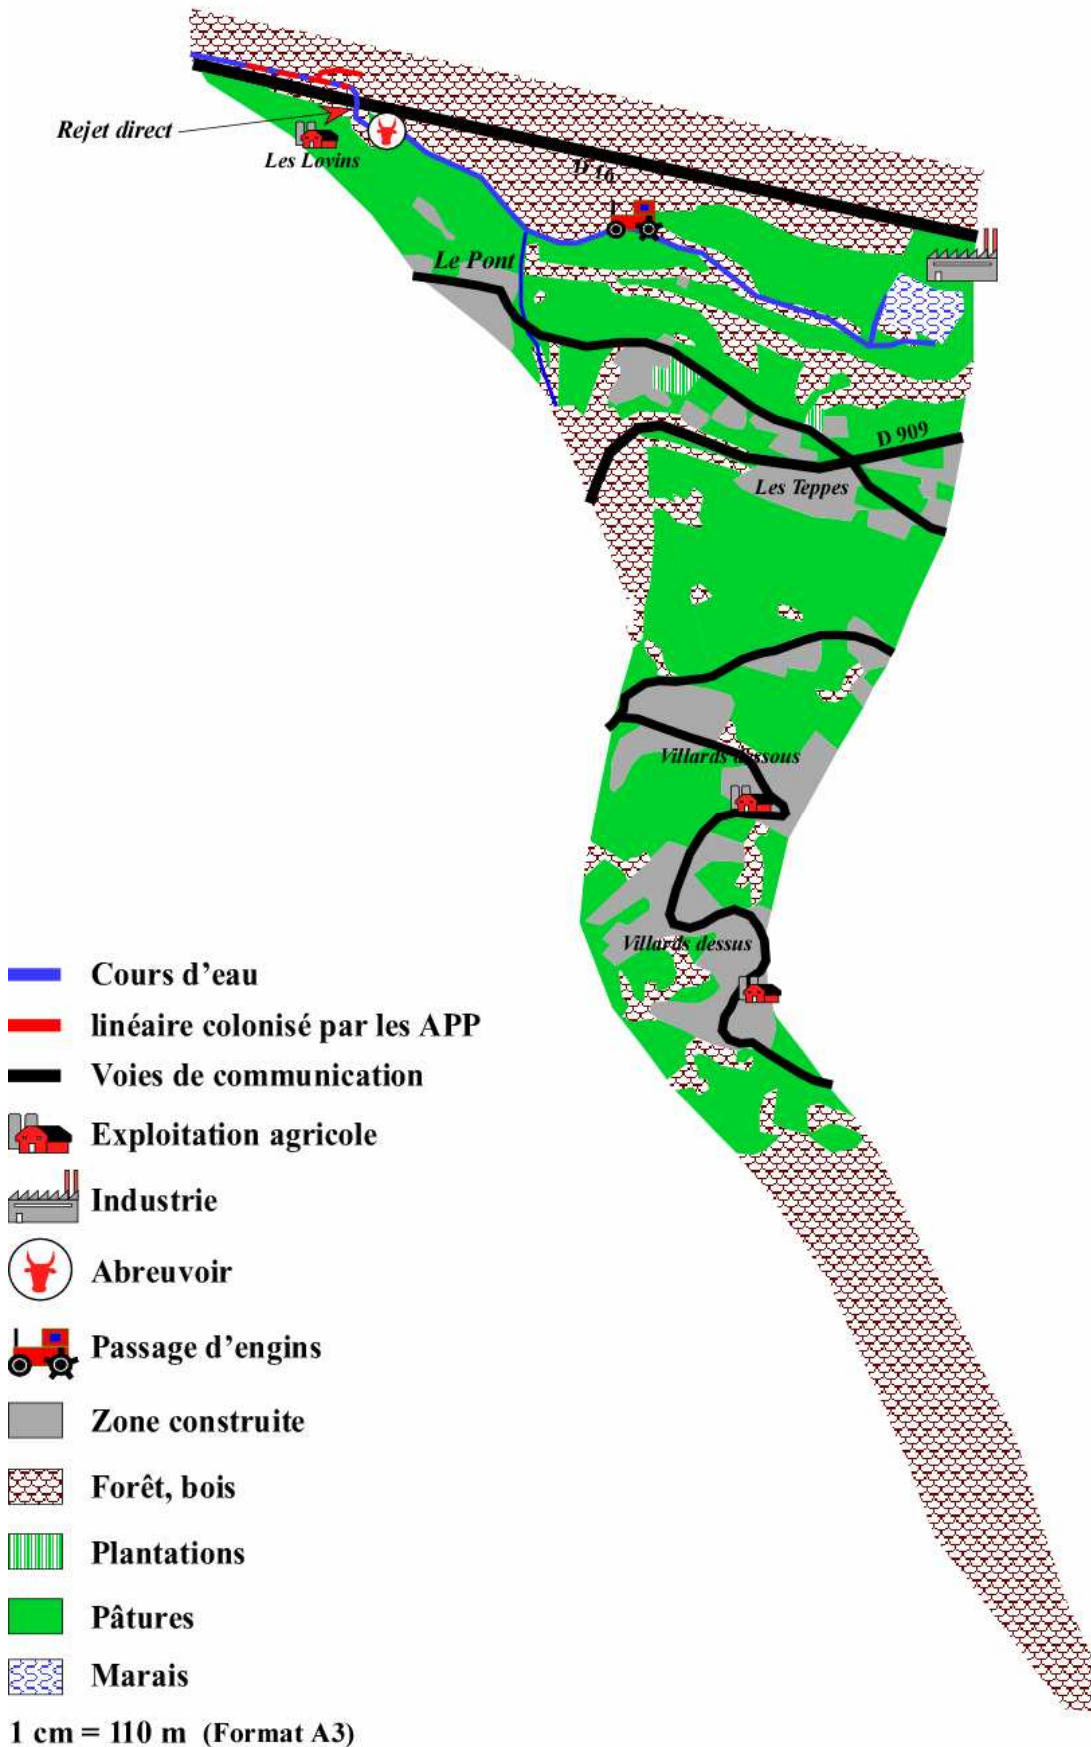 Rejet direct
Les Lovins
D 16
Le Pont
D 909
Les Teppes
Villards dessous
Villards dessus
Cours d’eau
linéaire colonisé par les APP
Voies de communication
Exploitation agricole
Industrie
Abreuvoir
Passage d’engins
Zone construite
Forêt, bois
Plantations
Pâtures
Marais
1 cm = 110 m (Format A3)